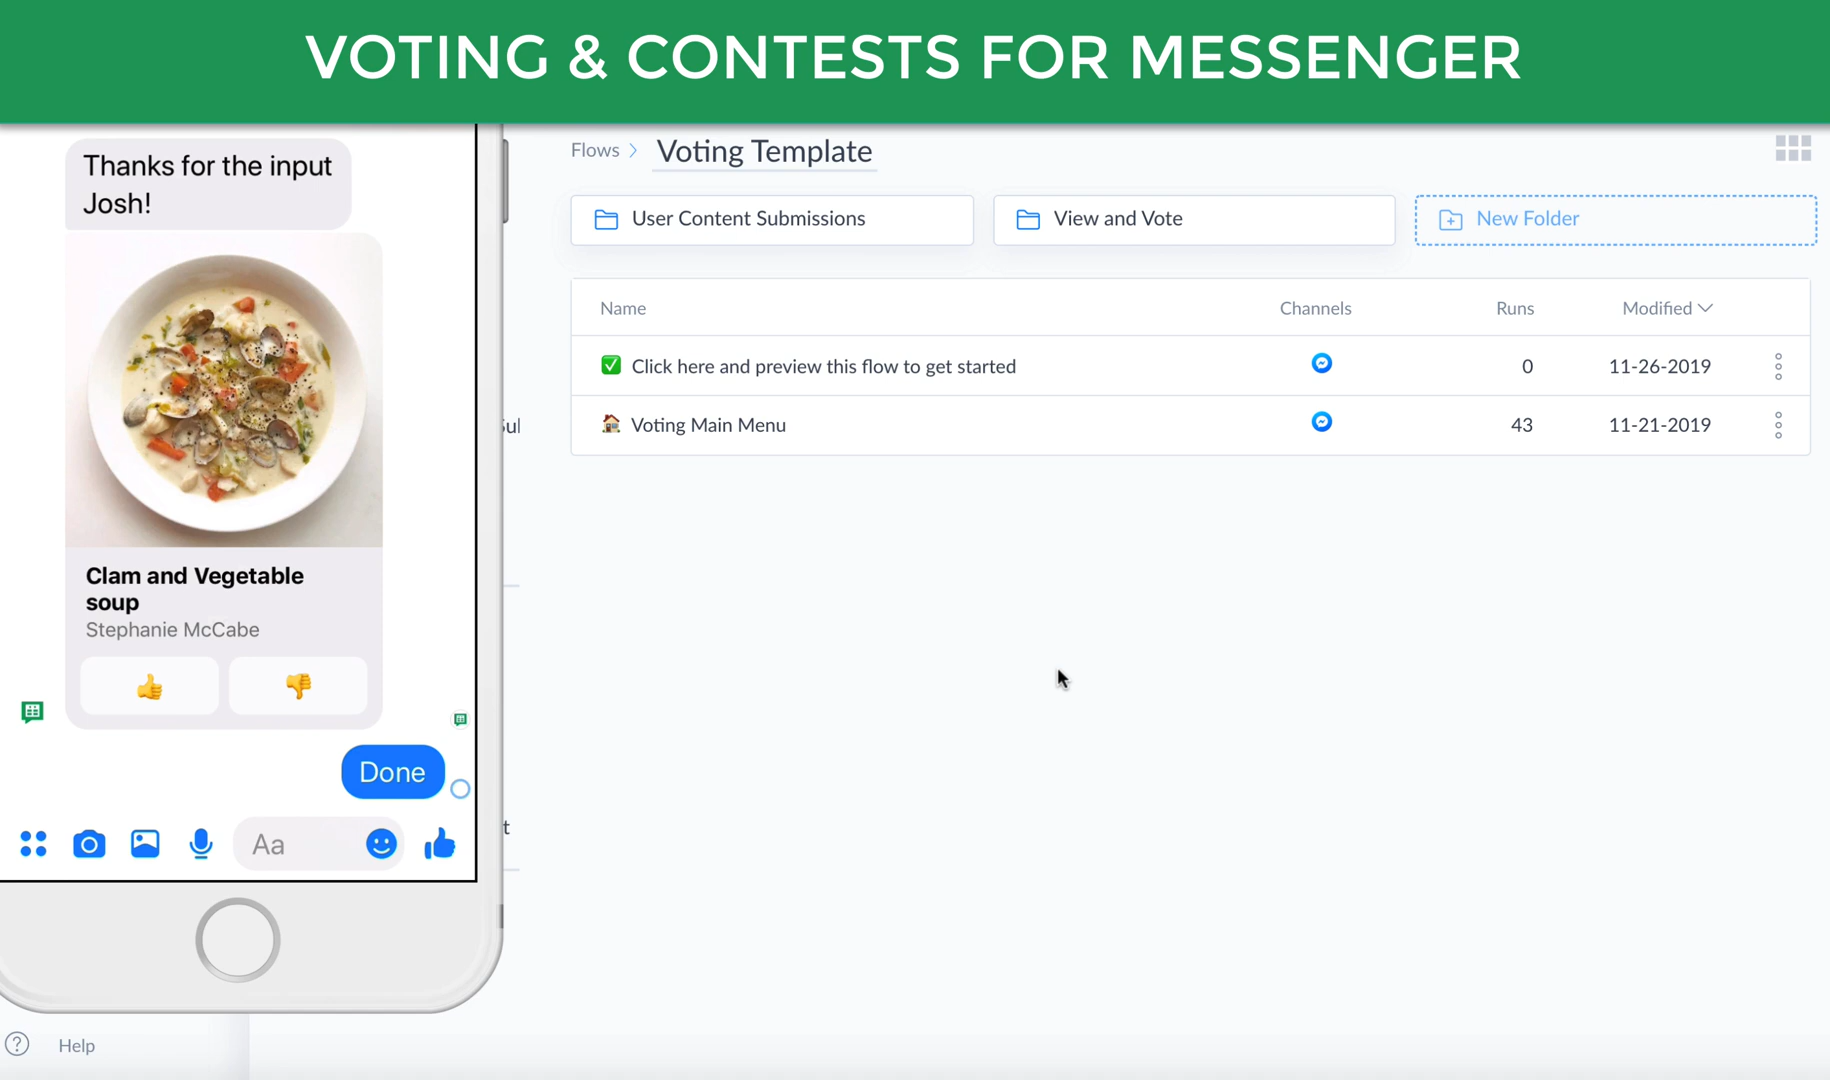 VOTING & CONTESTS FOR MESSENGER
Thanks for the input
Josh!
Clam and Vegetable
soup
Stephanie McCabe
Done
Aa
Help
Flows > Voting Template
User Content Submissions
View and Vote
New Folder
Name Channels Runs Modified
Click here and preview this flow to get started 0 11-26-2019
Voting Main Menu 43 11-21-2019